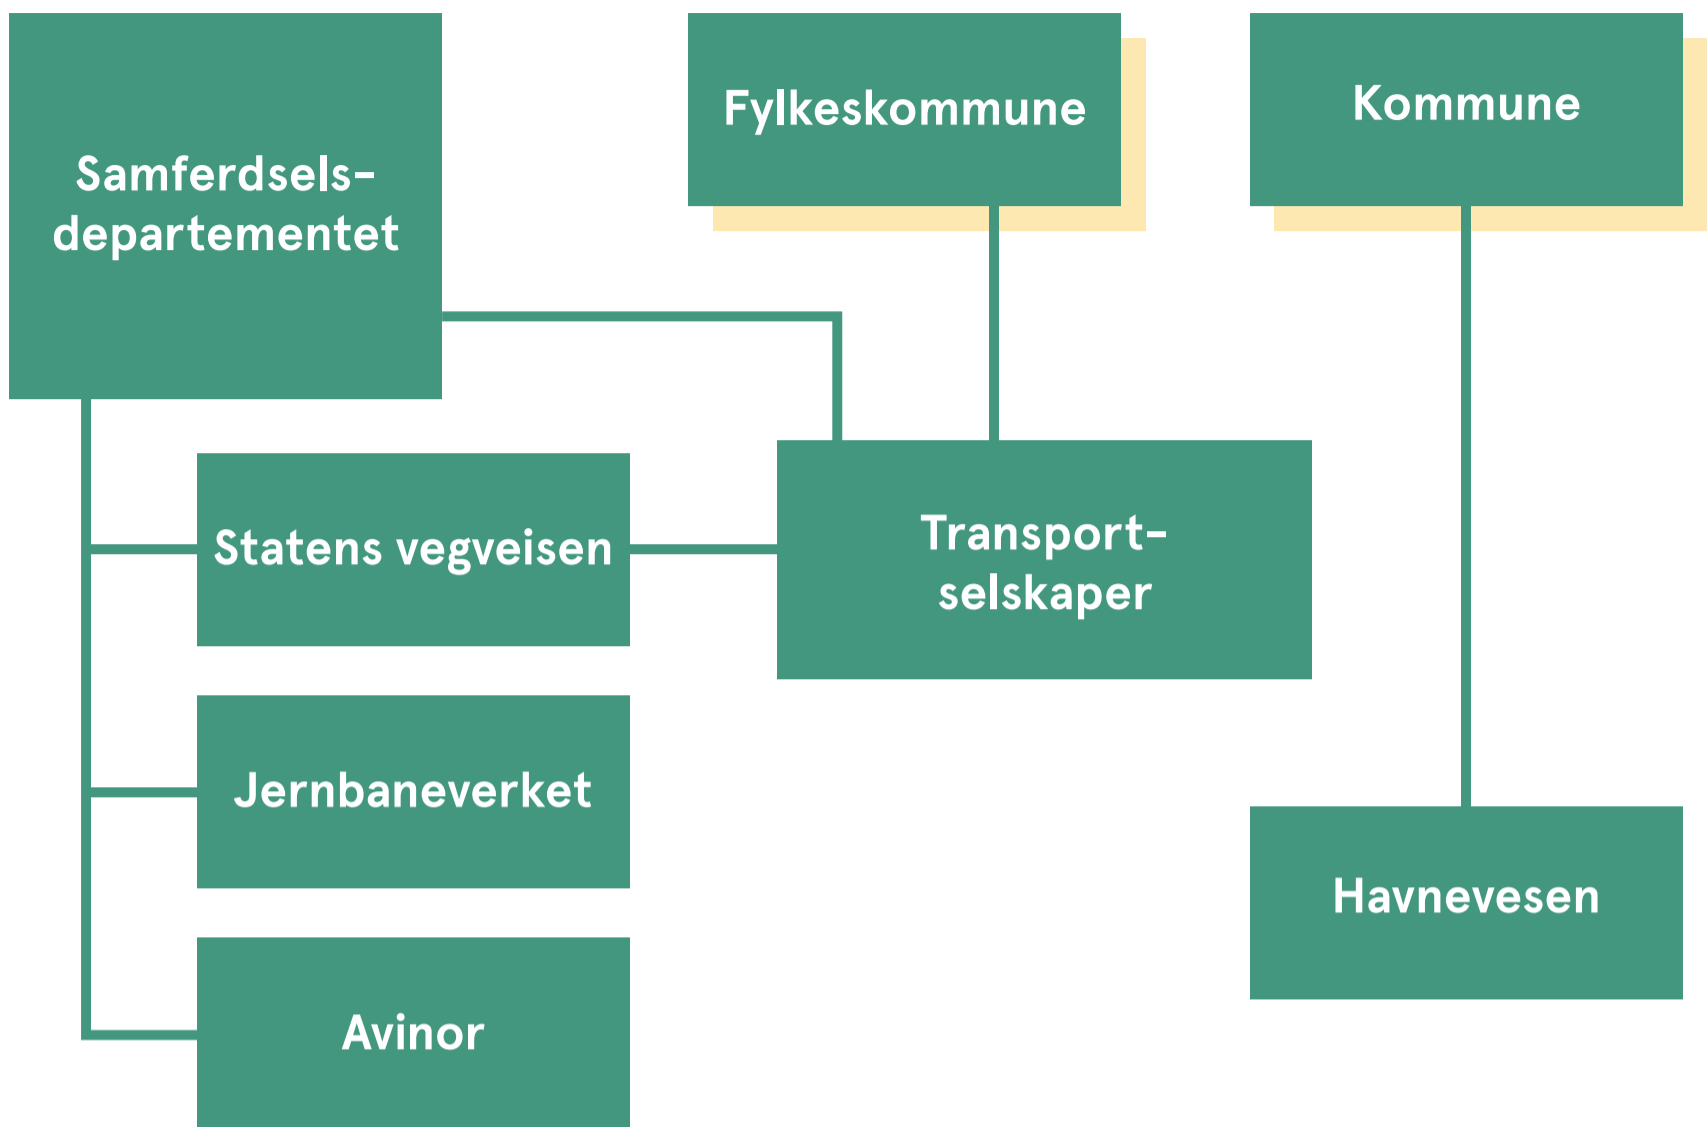 Samferdsels-
departementet
Fylkeskommune
Kommune
Statens vegveisen
Transport-
selskaper
Jernbaneverket
Havnevesen
Avinor